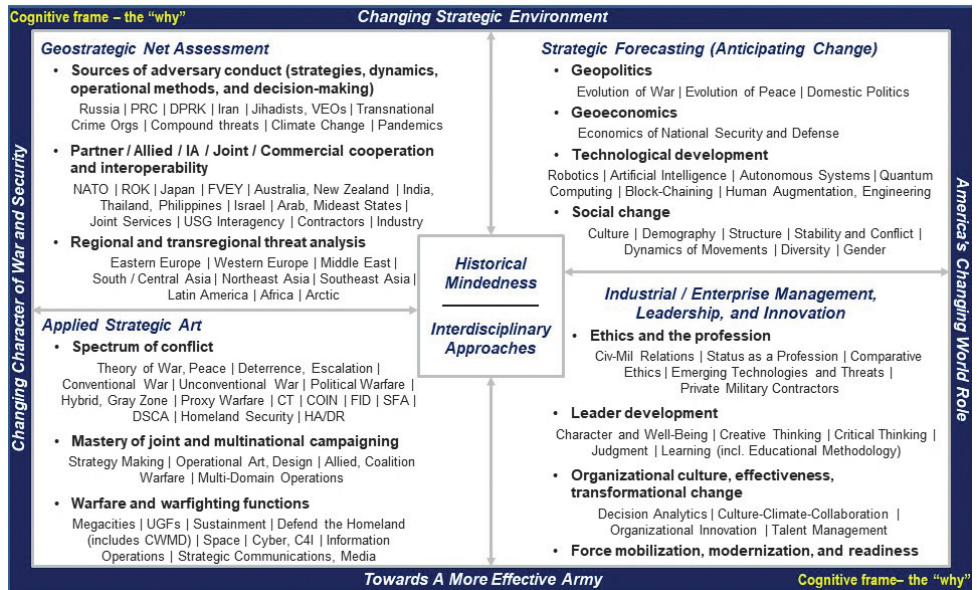 Cognitive frame – the “why”
Changing Strategic Environment
Changing Character of War and Security
Geostrategic Net Assessment
• Sources of adversary conduct (strategies, dynamics,
operational methods, and decision-making)
Russia | PRC | DPRK | Iran | Jihadists, VEOs | Transnational
Crime Orgs | Compound threats | Climate Change | Pandemics
• Partner / Allied / IA / Joint / Commercial cooperation
and interoperability
NATO | ROK | Japan | FVEY | Australia, New Zealand | India,
Thailand, Philippines | Israel | Arab, Mideast States |
Joint Services | USG Interagency | Contractors | Industry
• Regional and transregional threat analysis
Eastern Europe | Western Europe | Middle East |
South / Central Asia | Northeast Asia | Southeast Asia |
Latin America | Africa | Arctic
Strategic Forecasting (Anticipating Change)
• Geopolitics
Evolution of War | Evolution of Peace | Domestic Politics
• Geoeconomics
Economics of National Security and Defense
• Technological development
Robotics | Artificial Intelligence | Autonomous Systems | Quantum
Computing | Block-Chaining | Human Augmentation, Engineering
• Social change
Culture | Demography | Structure | Stability and Conflict |
Dynamics of Movements | Diversity | Gender
Historical
Mindedness
Interdisciplinary
Approaches
Applied Strategic Art
• Spectrum of conflict
Theory of War, Peace | Deterrence, Escalation |
Conventional War | Unconventional War | Political Warfare |
Hybrid, Gray Zone | Proxy Warfare | CT | COIN | FID | SFA |
DSCA | Homeland Security | HA/DR
• Mastery of joint and multinational campaigning
Strategy Making | Operational Art, Design | Allied, Coalition
Warfare | Multi-Domain Operations
• Warfare and warfighting functions
Megacities | UGFs | Sustainment | Defend the Homeland
(includes CWMD) | Space | Cyber, C4I | Information
Operations | Strategic Communications, Media
Industrial / Enterprise Management,
Leadership, and Innovation
• Ethics and the profession
Civ-Mil Relations | Status as a Profession | Comparative
Ethics | Emerging Technologies and Threats |
Private Military Contractors
• Leader development
Character and Well-Being | Creative Thinking | Critical Thinking |
Judgment | Learning (incl. Educational Methodology)
• Organizational culture, effectiveness,
transformational change
Decision Analytics | Culture-Climate-Collaboration |
Organizational Innovation | Talent Management
• Force mobilization, modernization, and readiness
America's Changing World Role
Towards A More Effective Army
Cognitive frame– the “why”